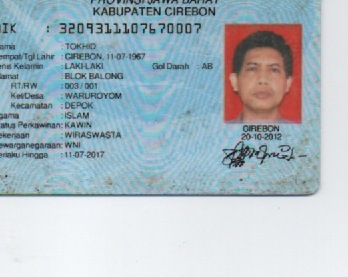 PROVINSI JAWA BARAT
KABUPATEN CIREBON
IK : 3209311107670007
ama : TOKHID
empat/Tgl Lahir : CIREBON, 11-07-1967
enis Kelamin : LAKI-LAKI Gol Darah : AB
lamat : BLOK BALONG
RT/RW : 003/001
Kel/Desa : WARUROYOM
Kecamatan : DEPOK
gama : ISLAM
tatus Perkawinan: KAWIN
ekerjaan : WIRASWASTA
ewarganegaraan: WNI
erlaku Hingga : 11-07-2017
CIREBON
20-10-2012